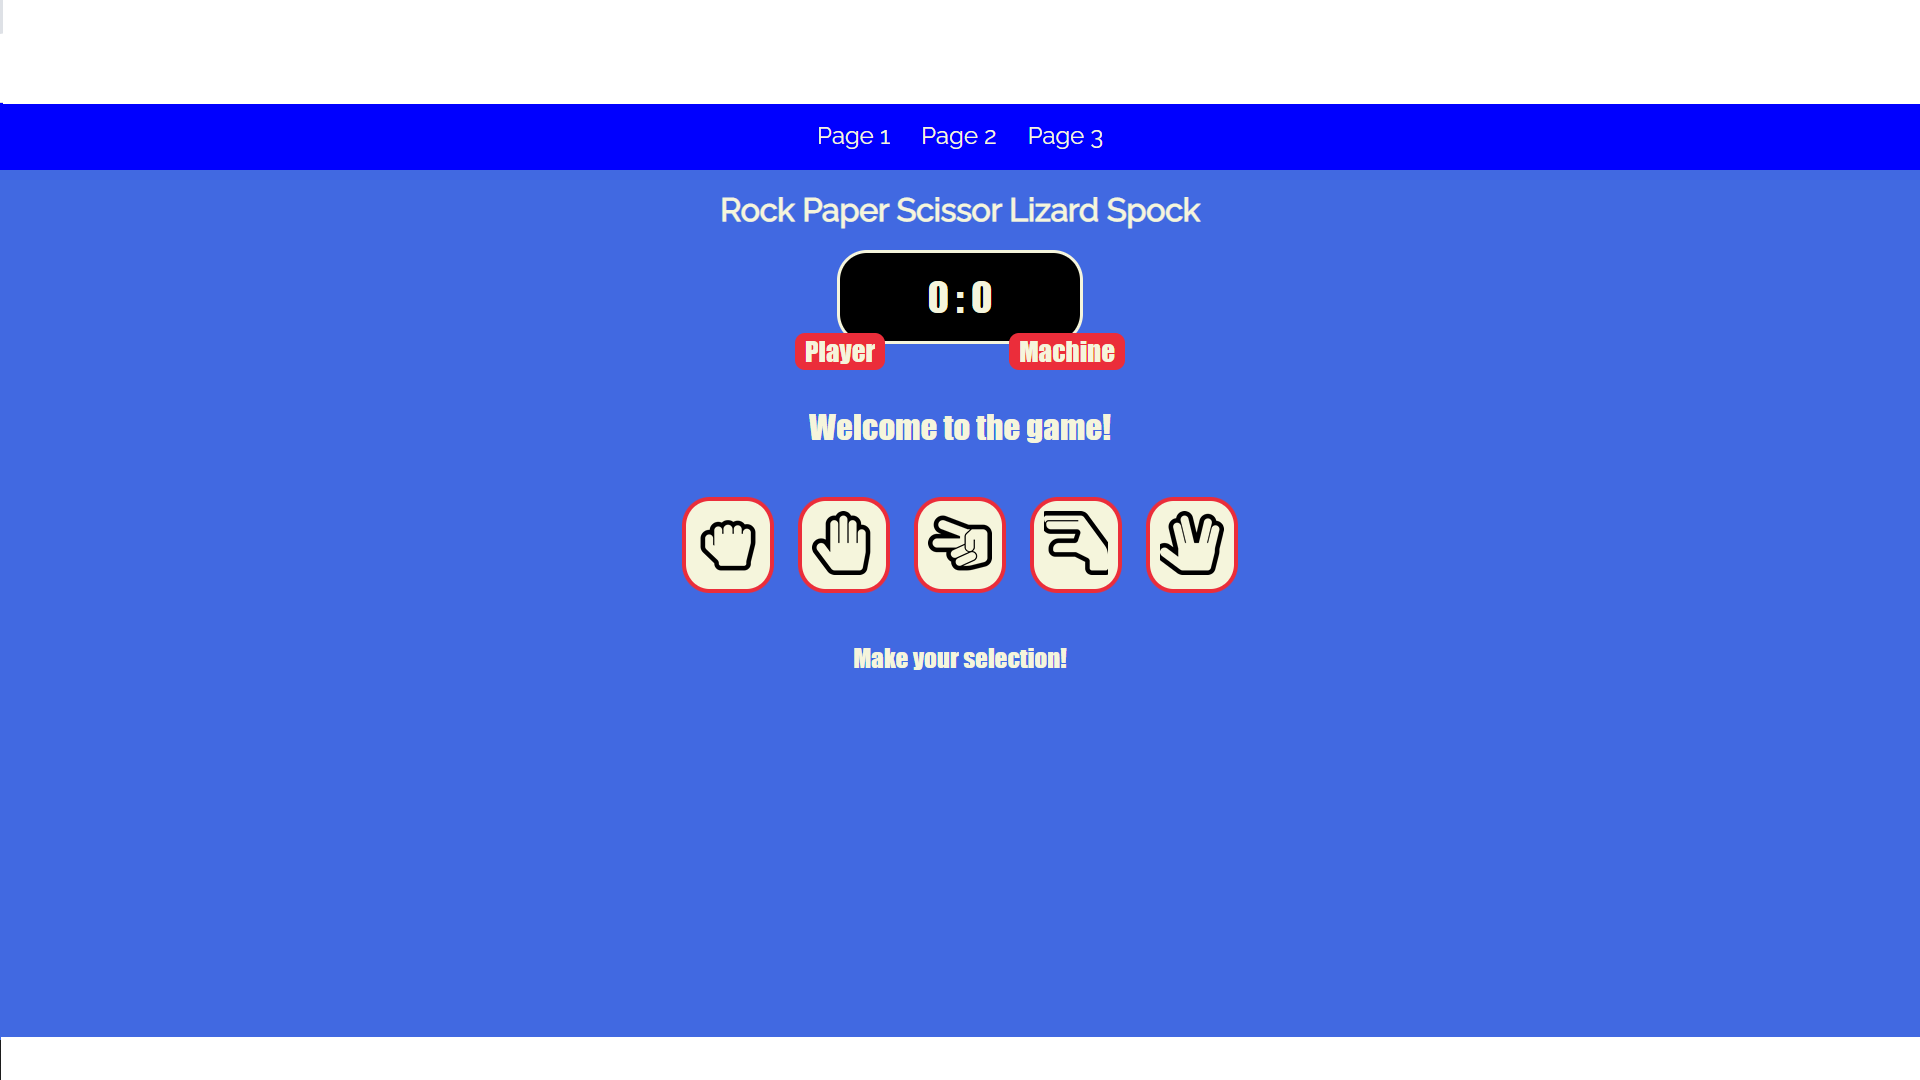 Page 1 Page 2 Page 3
Rock Paper Scissor Lizard Spock
0:0
Player Machine
Welcome to the game!
Make your selection!